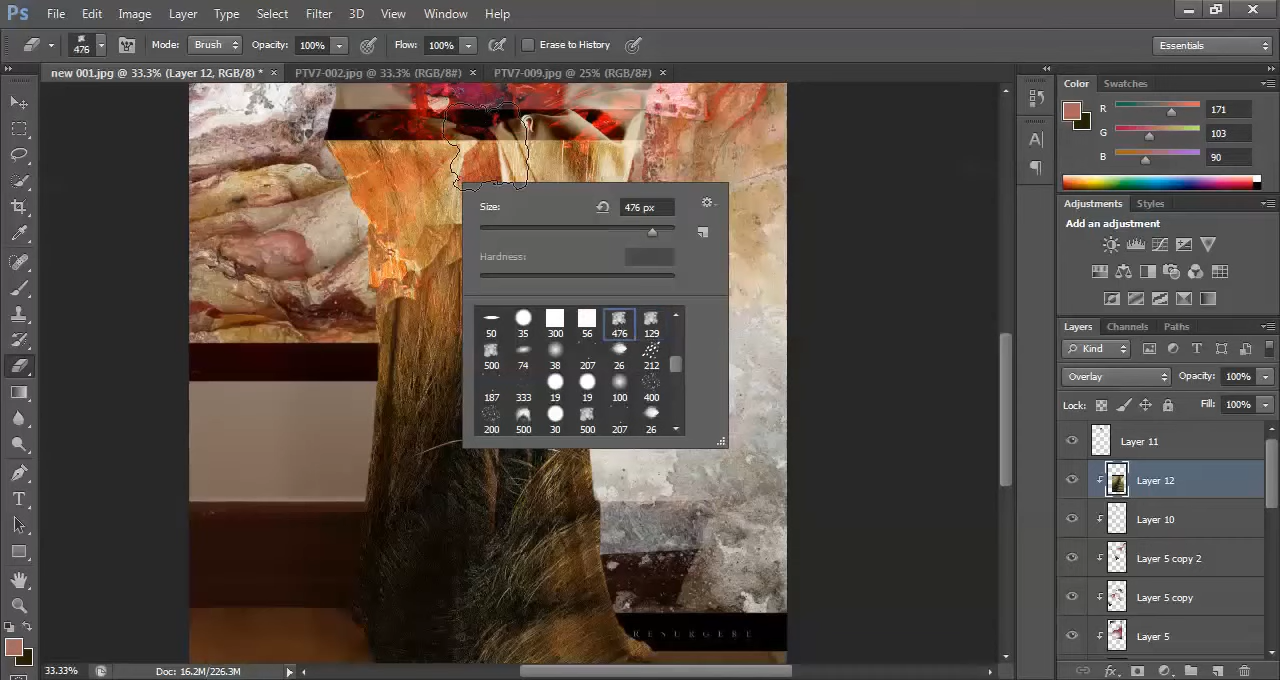 Ps File Edit Image Layer Type Select Filter 3D View Window Help
476 Mode: Brush Opacity: 100% Flow: 100% Erase to History Essentials
new 001.jpg @ 33.3% (Layer 12, RGB/8) * × PTV7-002.jpg @ 33.3% (RGB/8#) × PTV7-009.jpg @ 25% (RGB/8#) ×
Color Swatches
R 171
G 103
B 90
Adjustments Styles
Add an adjustment
Size: 476 px
Hardness:
50 35 300 56 476 129
500 74 38 207 26 212
187 333 19 19 100 400
200 500 30 500 207 26
Layers Channels Paths
Kind
Overlay Opacity: 100%
Lock: Fill: 100%
Layer 11
Layer 12
Layer 10
Layer 5 copy 2
Layer 5 copy
Layer 5
RESURGERE
33.33% Doc: 16.2M/226.3M